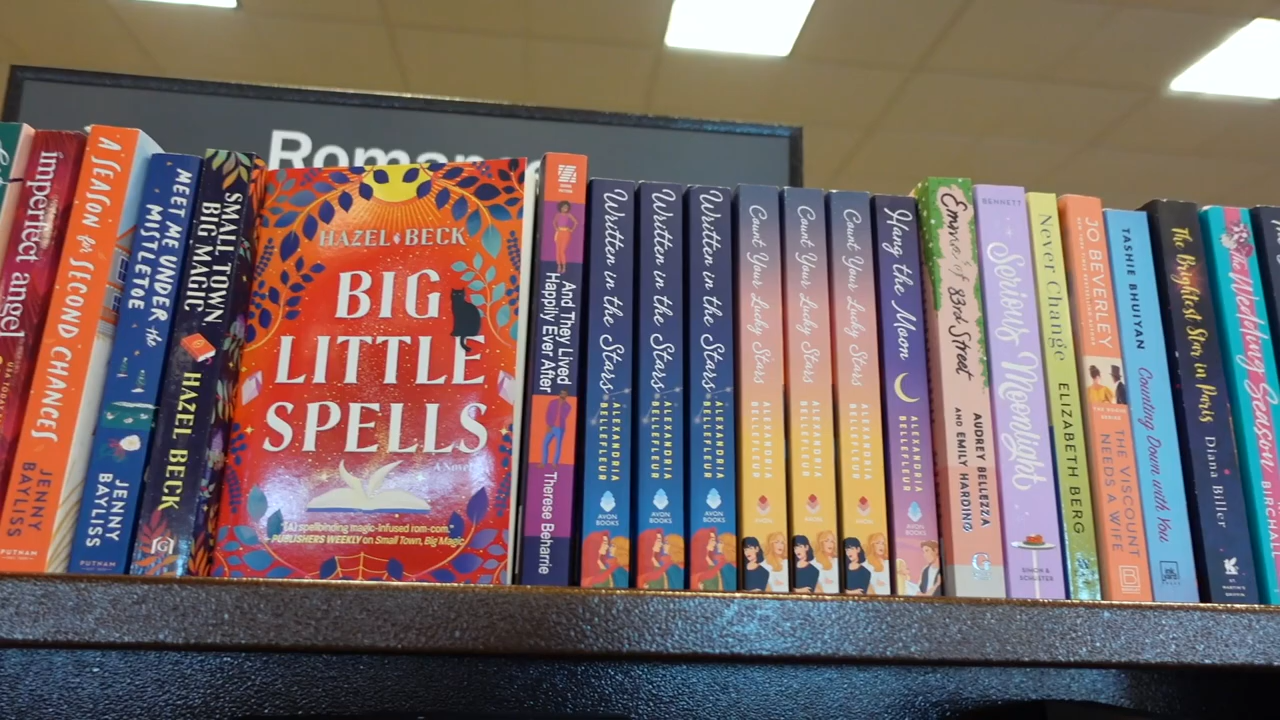 Roman
imperfect angel
USA TODAY
A SEASON for SECOND CHANCES
JENNY BAYLISS
PUTNAM
MEET ME UNDER the MISTLETOE
JENNY BAYLISS
PUTNAM
SMALL TOWN, BIG MAGIC
HAZEL BECK
G
HAZEL BECK
BIG
LITTLE
SPELLS
A Novel
"[A] spellbinding magic-infused rom-com."
—PUBLISHERS WEEKLY on Small Town, Big Magic
And They Lived Happily Ever After
Therese Beharrie
Written in the Stars
ALEXANDRIA BELLEFLEUR
AVON BOOKS
Written in the Stars
ALEXANDRIA BELLEFLEUR
AVON BOOKS
Written in the Stars
ALEXANDRIA BELLEFLEUR
AVON BOOKS
Count Your Lucky Stars
ALEXANDRIA BELLEFLEUR
AVON
Count Your Lucky Stars
ALEXANDRIA BELLEFLEUR
AVON
Count Your Lucky Stars
ALEXANDRIA BELLEFLEUR
AVON
Hang the Moon
ALEXANDRIA BELLEFLEUR
AVON BOOKS
Emma of 83rd Street
AUDREY BELLEZZA
AND EMILY HARDING
G
BENNETT
Serious Moonlight
SIMON & SCHUSTER
Never Change
ELIZABETH BERG
JO BEVERLEY
THE VISCOUNT NEEDS A WIFE
TASHIE BHUIYAN
Counting Down with You
ink yard PRESS
The Brightest Star in Paris
Diana Biller
ST. MARTIN'S GRIFFIN
The Wedding Season
BIRCHALL